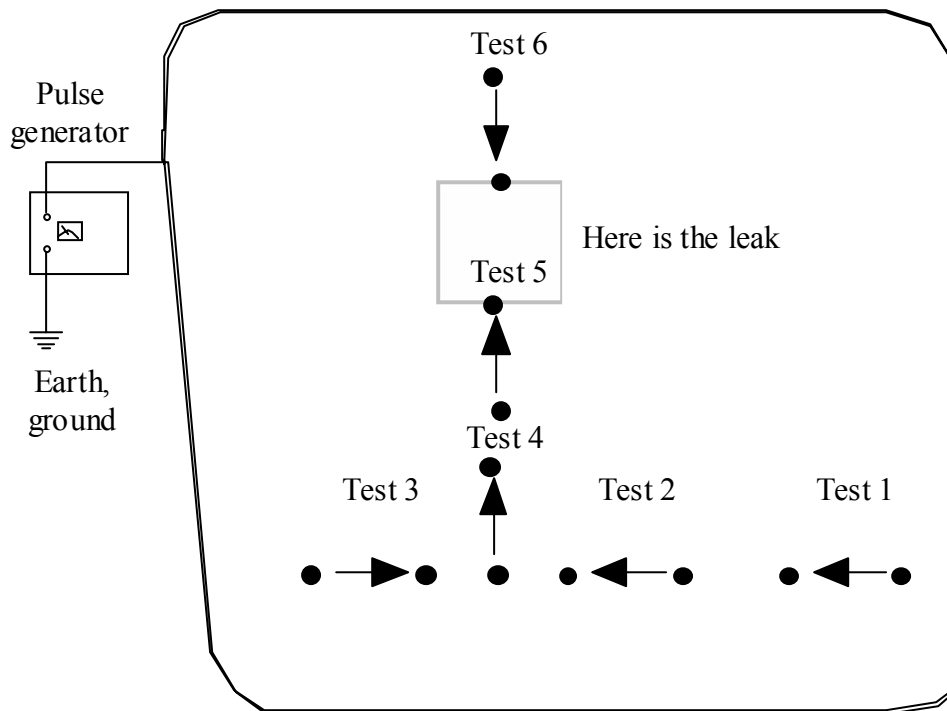 Test 6
Pulse
generator
Here is the leak
Test 5
Earth,
ground
Test 4
Test 3
Test 2
Test 1